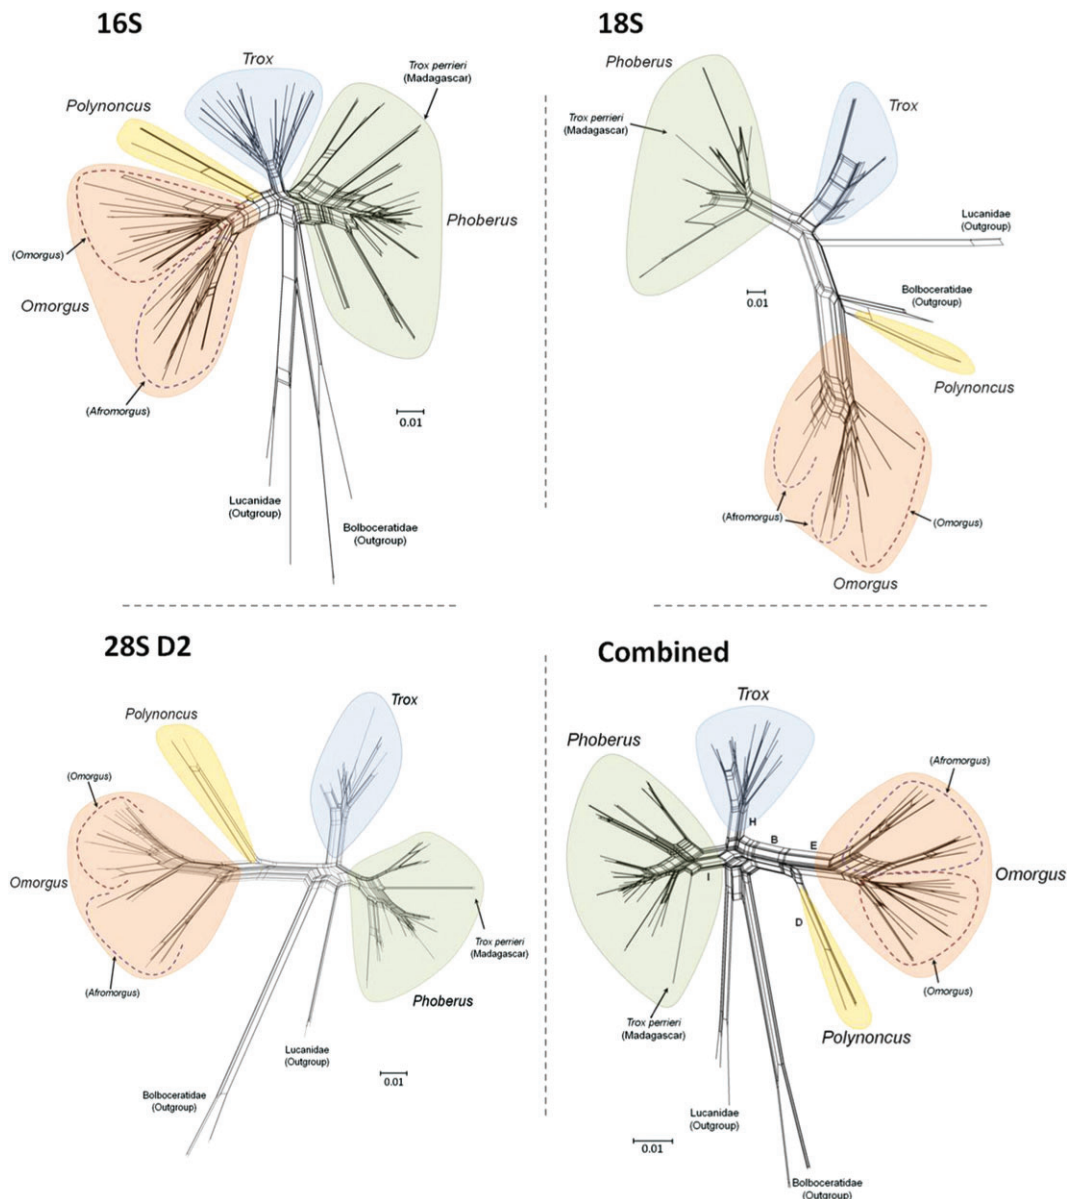 16S
Trox
Trox perrieri
(Madagascar)
Polynoncus
Phoberus
(Omorgus)
Omorgus
(Afromorgus)
0.01
Lucanidae
(Outgroup)
Bolboceratidae
(Outgroup)
18S
Phoberus
Trox
Trox perrieri
(Madagascar)
Lucanidae
(Outgroup)
0.01
Bolboceratidae
(Outgroup)
Polynoncus
(Afromorgus)
(Omorgus)
Omorgus
28S D2
Trox
Polynoncus
(Omorgus)
Omorgus
(Afromorgus)
Trox perrieri
(Madagascar)
Phoberus
Lucanidae
(Outgroup)
0.01
Bolboceratidae
(Outgroup)
Combined
Trox
Phoberus
(Afromorgus)
H
B
E
I
Omorgus
D
(Omorgus)
Trox perrieri
(Madagascar)
Polynoncus
Lucanidae
(Outgroup)
0.01
Bolboceratidae
(Outgroup)